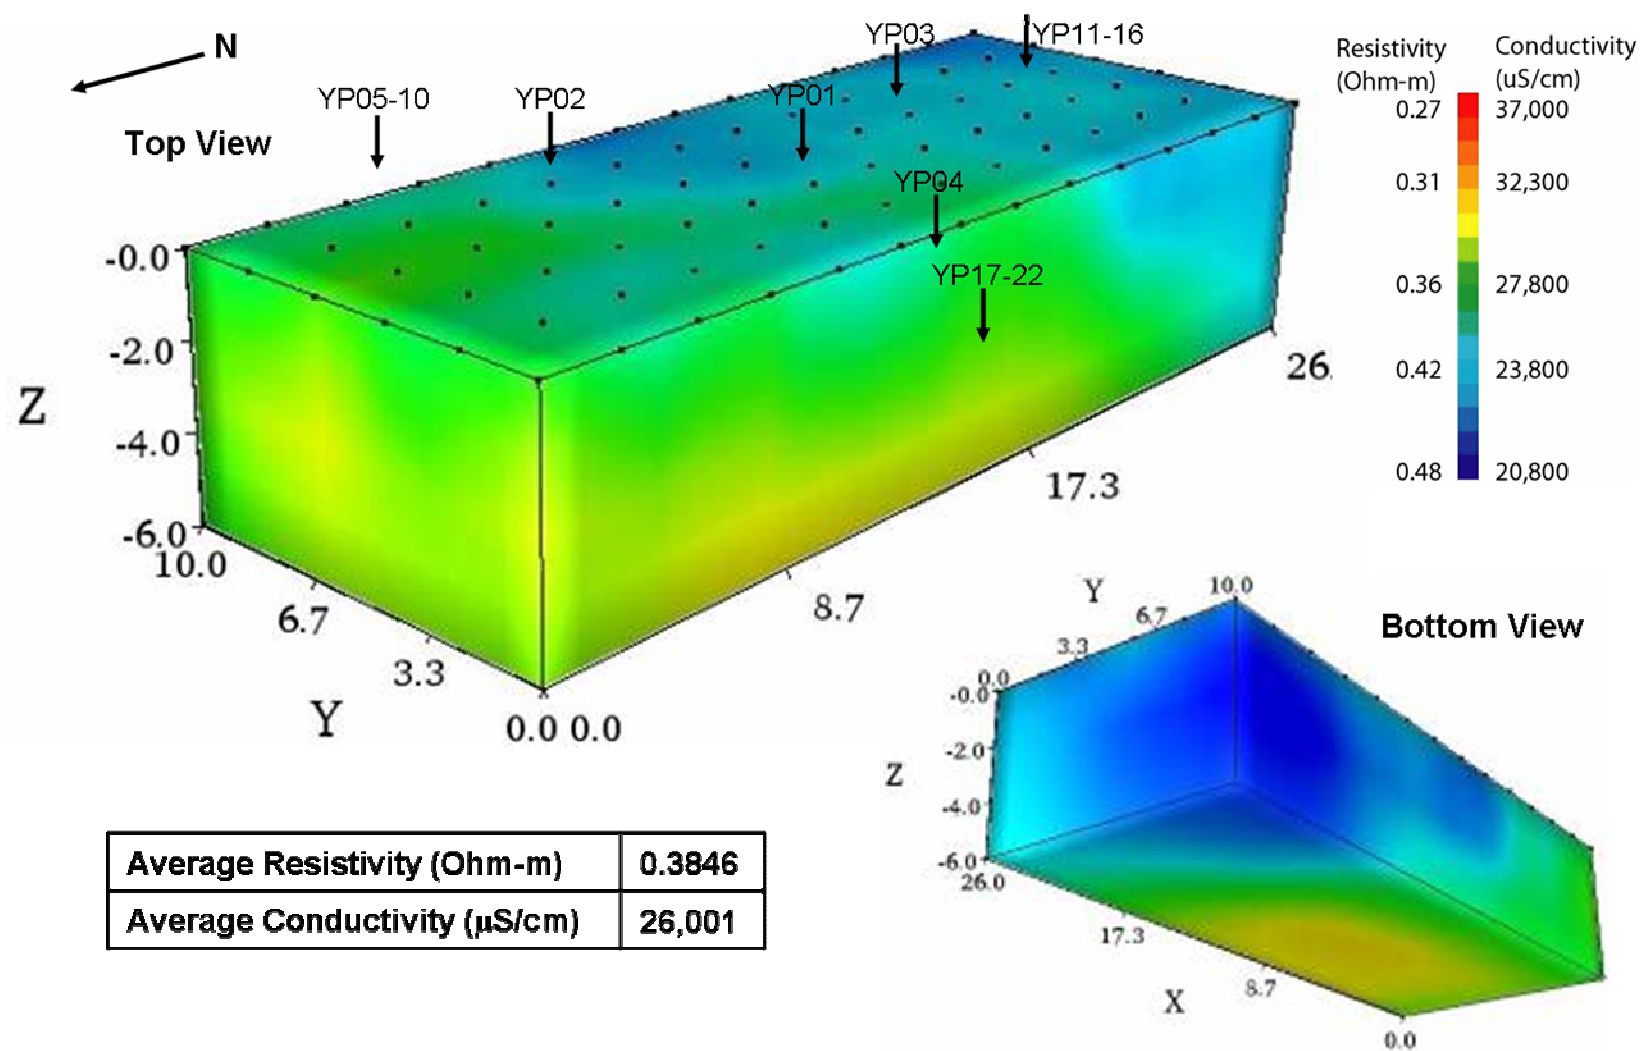 N
YP03
YP11-16
YP05-10
YP02
YP01
Top View
YP04
YP17-22
Resistivity
(Ohm-m)
Conductivity
(uS/cm)
0.27
37,000
0.31
32,300
0.36
27,800
0.42
23,800
0.48
20,800
-0.0
-2.0
-4.0
-6.0
Z
10.0
6.7
3.3
Y
0.0 0.0
8.7
17.3
26.
Bottom View
Y
10.0
6.7
3.3
0.0
-0.0
-2.0
-4.0
-6.0
Z
26.0
17.3
8.7
X
0.0
Average Resistivity (Ohm-m) 0.3846
Average Conductivity (µS/cm) 26,001